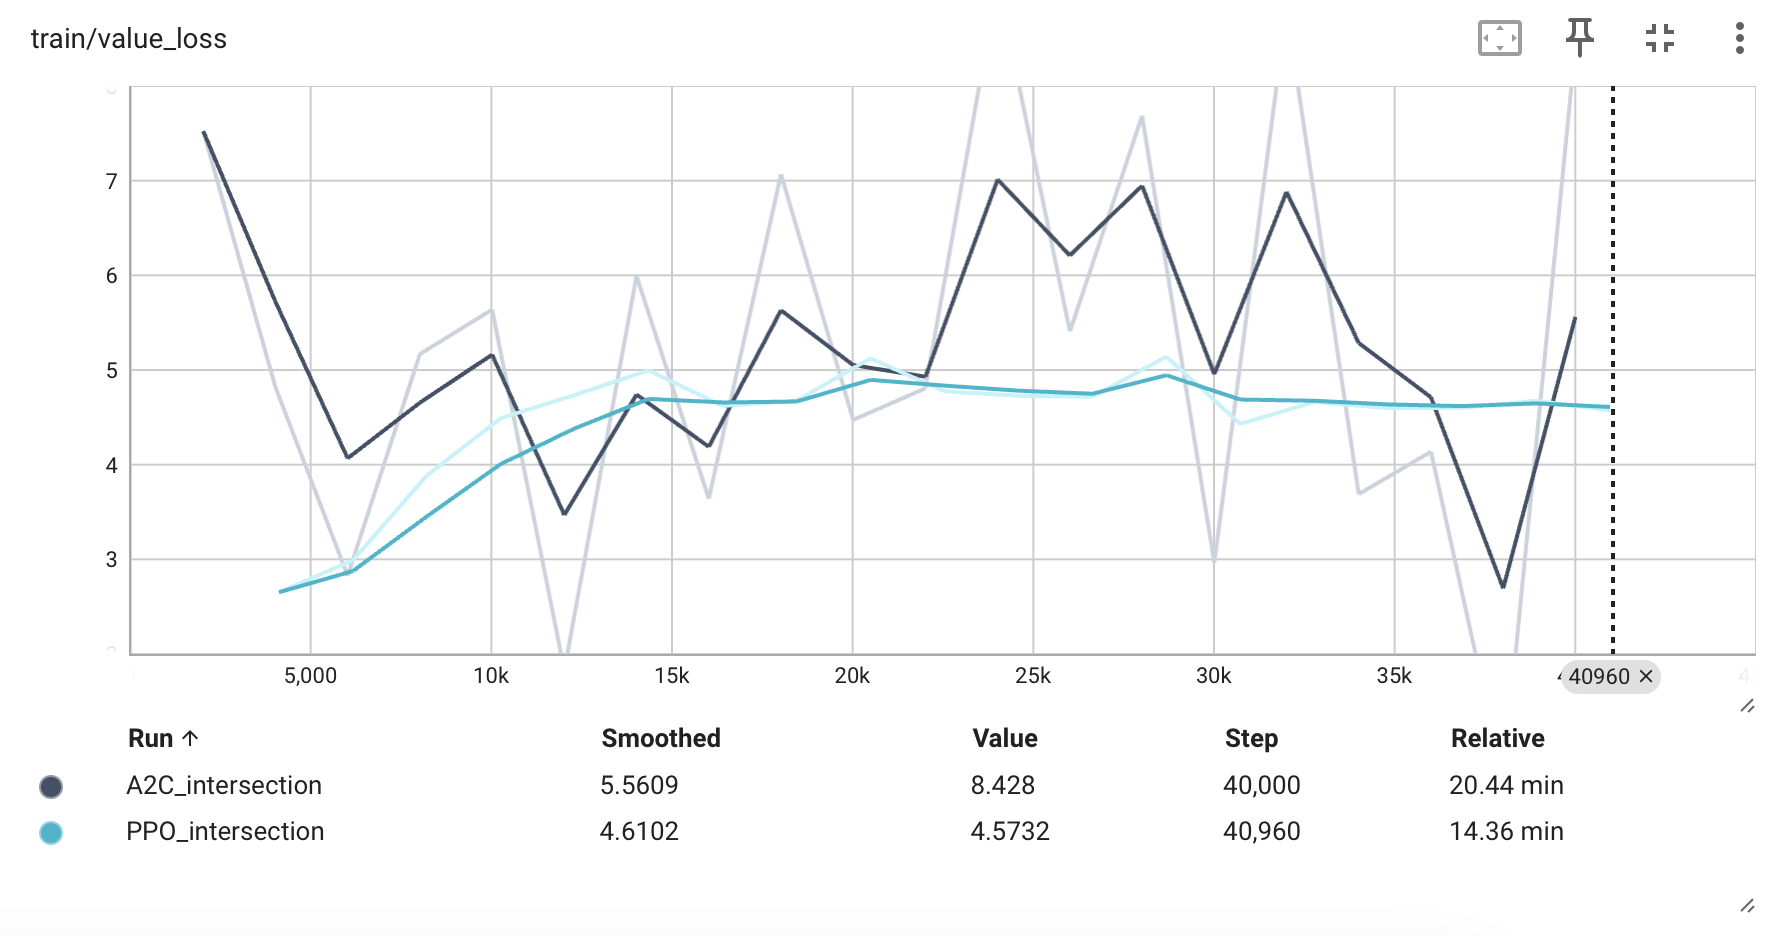 train/value_loss
7
6
5
4
3
5,000 10k 15k 20k 25k 30k 35k 40960 ×
Run ↑ Smoothed Value Step Relative
A2C_intersection 5.5609 8.428 40,000 20.44 min
PPO_intersection 4.6102 4.5732 40,960 14.36 min